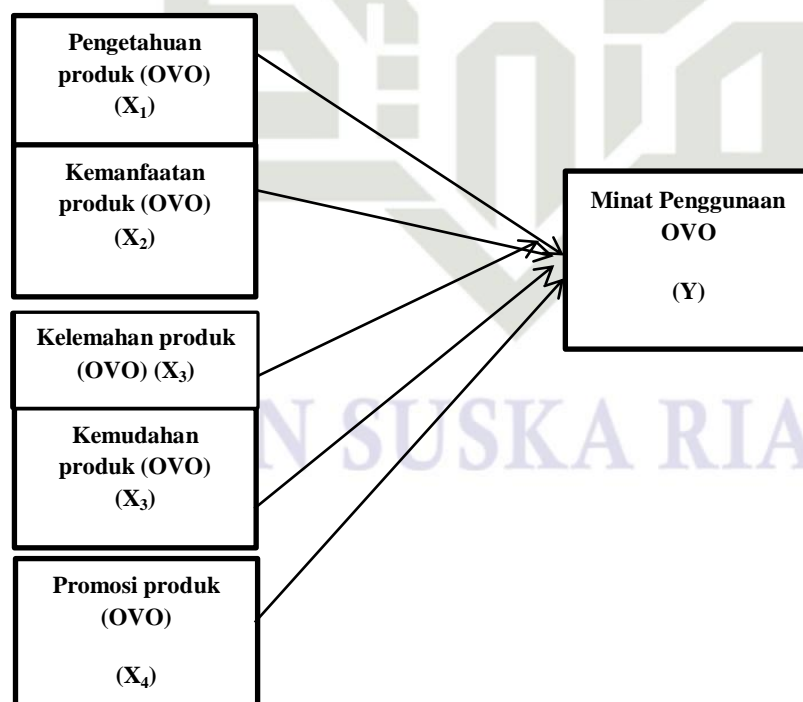 Pengetahuan
produk (OVO)
(X₁)
Kemanfaatan
produk (OVO)
(X₂)
Kelemahan produk
(OVO) (X₃)
Kemudahan
produk (OVO)
(X₃)
Promosi produk
(OVO)
(X₄)
Minat Penggunaan
OVO
(Y)
N SUSKA RIA